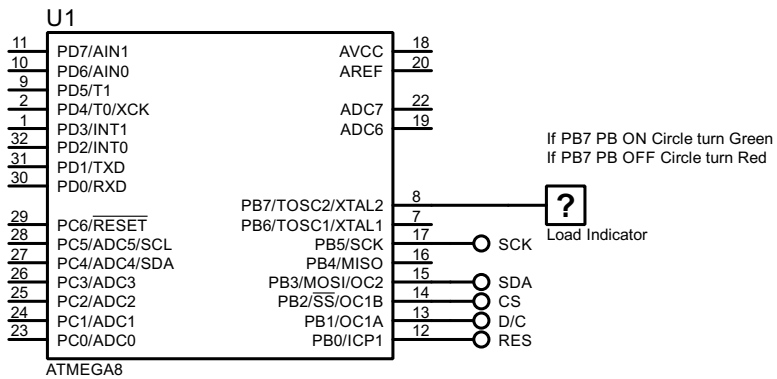 U1
11 PD7/AIN1 AVCC 18
10 PD6/AIN0 AREF 20
9 PD5/T1
2 PD4/T0/XCK ADC7 22
1 PD3/INT1 ADC6 19
32 PD2/INT0
31 PD1/TXD
30 PD0/RXD
If PB7 PB ON Circle turn Green
If PB7 PB OFF Circle turn Red
PB7/TOSC2/XTAL2 8 ?
29 PC6/RESET PB6/TOSC1/XTAL1 7
Load Indicator
28 PC5/ADC5/SCL PB5/SCK 17 SCK
27 PC4/ADC4/SDA PB4/MISO 16
26 PC3/ADC3 PB3/MOSI/OC2 15 SDA
25 PC2/ADC2 PB2/SS/OC1B 14 CS
24 PC1/ADC1 PB1/OC1A 13 D/C
23 PC0/ADC0 PB0/ICP1 12 RES
ATMEGA8